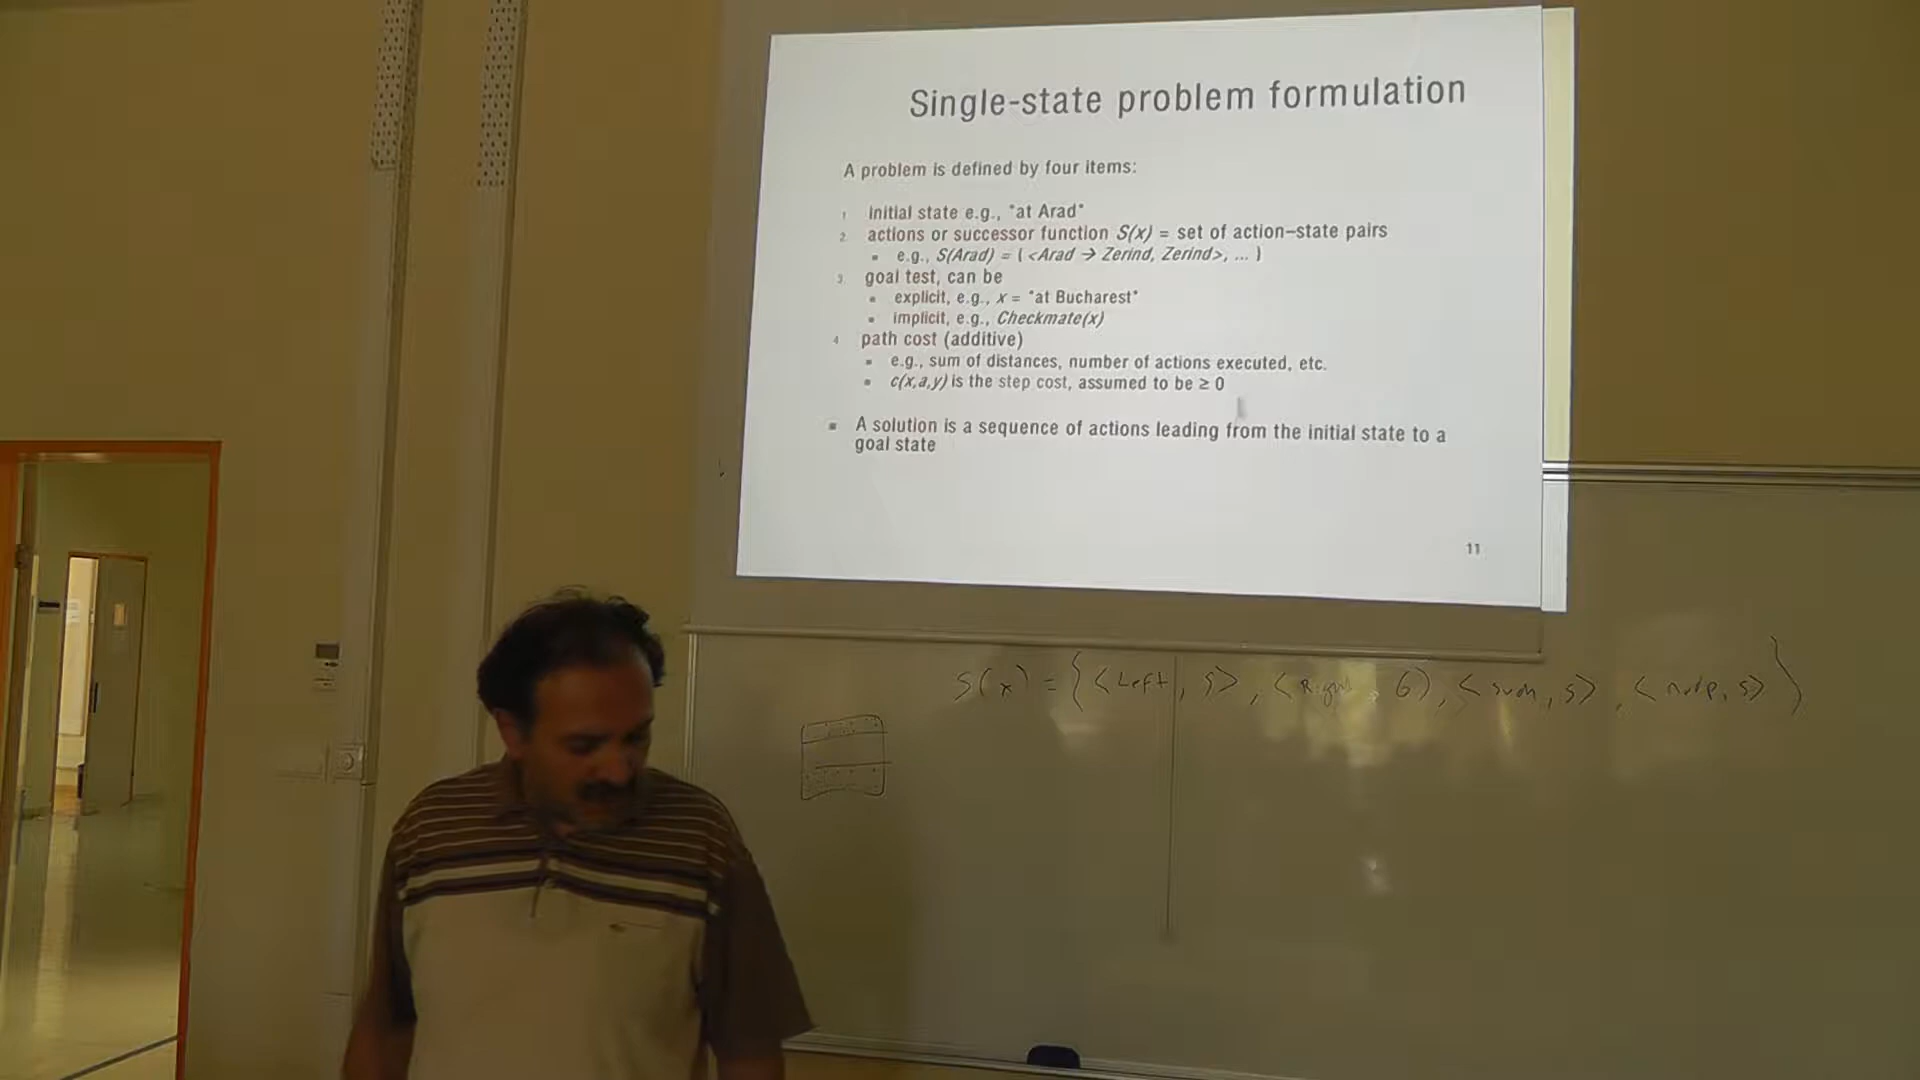 Single-state problem formulation
A problem is defined by four items:
1 initial state e.g., "at Arad"
2. actions or successor function S(x) = set of action–state pairs
▪ e.g., S(Arad) = {<Arad → Zerind, Zerind>, ... }
3. goal test, can be
▪ explicit, e.g., x = "at Bucharest"
▪ implicit, e.g., Checkmate(x)
4 path cost (additive)
▪ e.g., sum of distances, number of actions executed, etc.
▪ c(x,a,y) is the step cost, assumed to be ≥ 0
▪ A solution is a sequence of actions leading from the initial state to a
goal state
11
S(x) = {<Left, 5>, <Right, 6>, < , 5>, < , 5>}